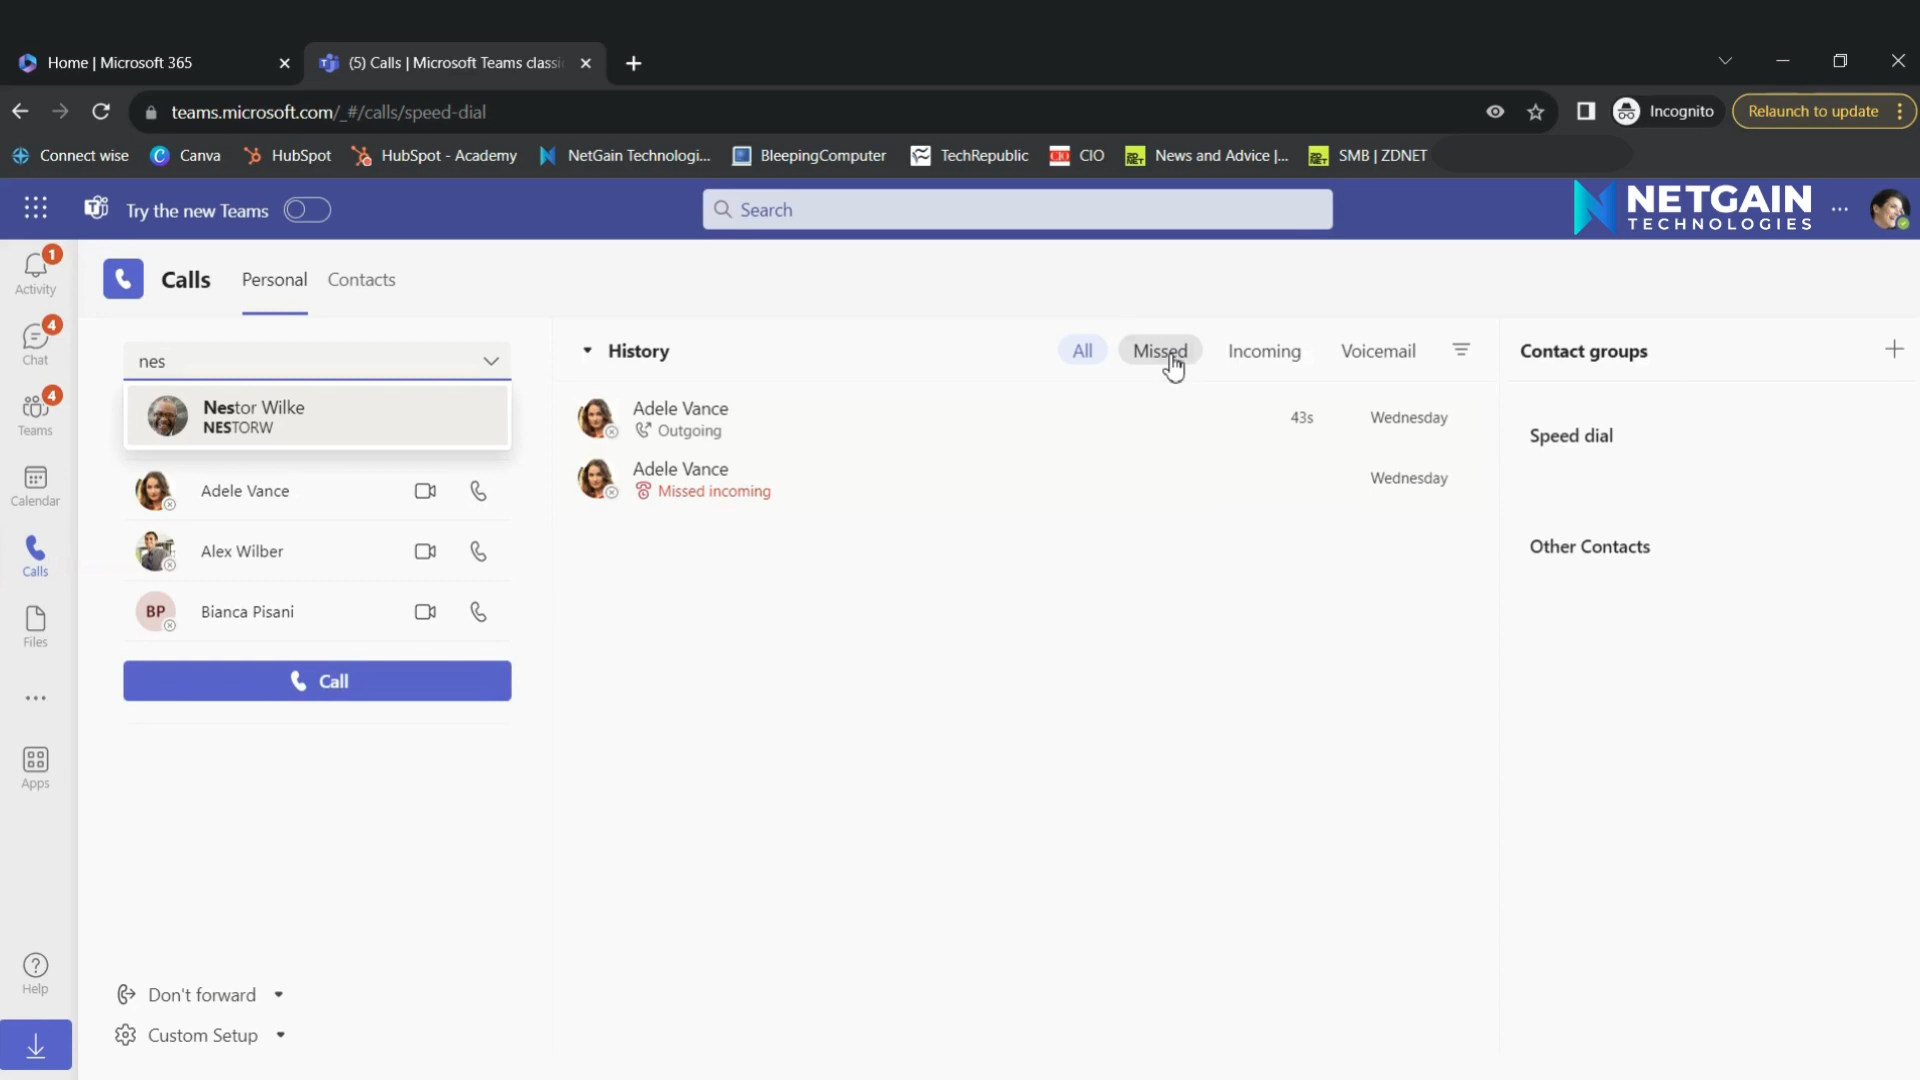 Home | Microsoft 365
(5) Calls | Microsoft Teams classi
teams.microsoft.com/_#/calls/speed-dial
Incognito
Relaunch to update
Connect wise
Canva
HubSpot
HubSpot - Academy
NetGain Technologi...
BleepingComputer
TechRepublic
CIO
News and Advice |...
SMB | ZDNET
Try the new Teams
Search
NETGAIN
TECHNOLOGIES
1
Activity
4
Chat
4
Teams
Calendar
Calls
Files
Apps
Help
Calls
Personal
Contacts
nes
Nestor Wilke
NESTORW
Adele Vance
Alex Wilber
BP
Bianca Pisani
Call
Don't forward
Custom Setup
History
All
Missed
Incoming
Voicemail
Adele Vance
Outgoing
43s
Wednesday
Adele Vance
Missed incoming
Wednesday
Contact groups
Speed dial
Other Contacts